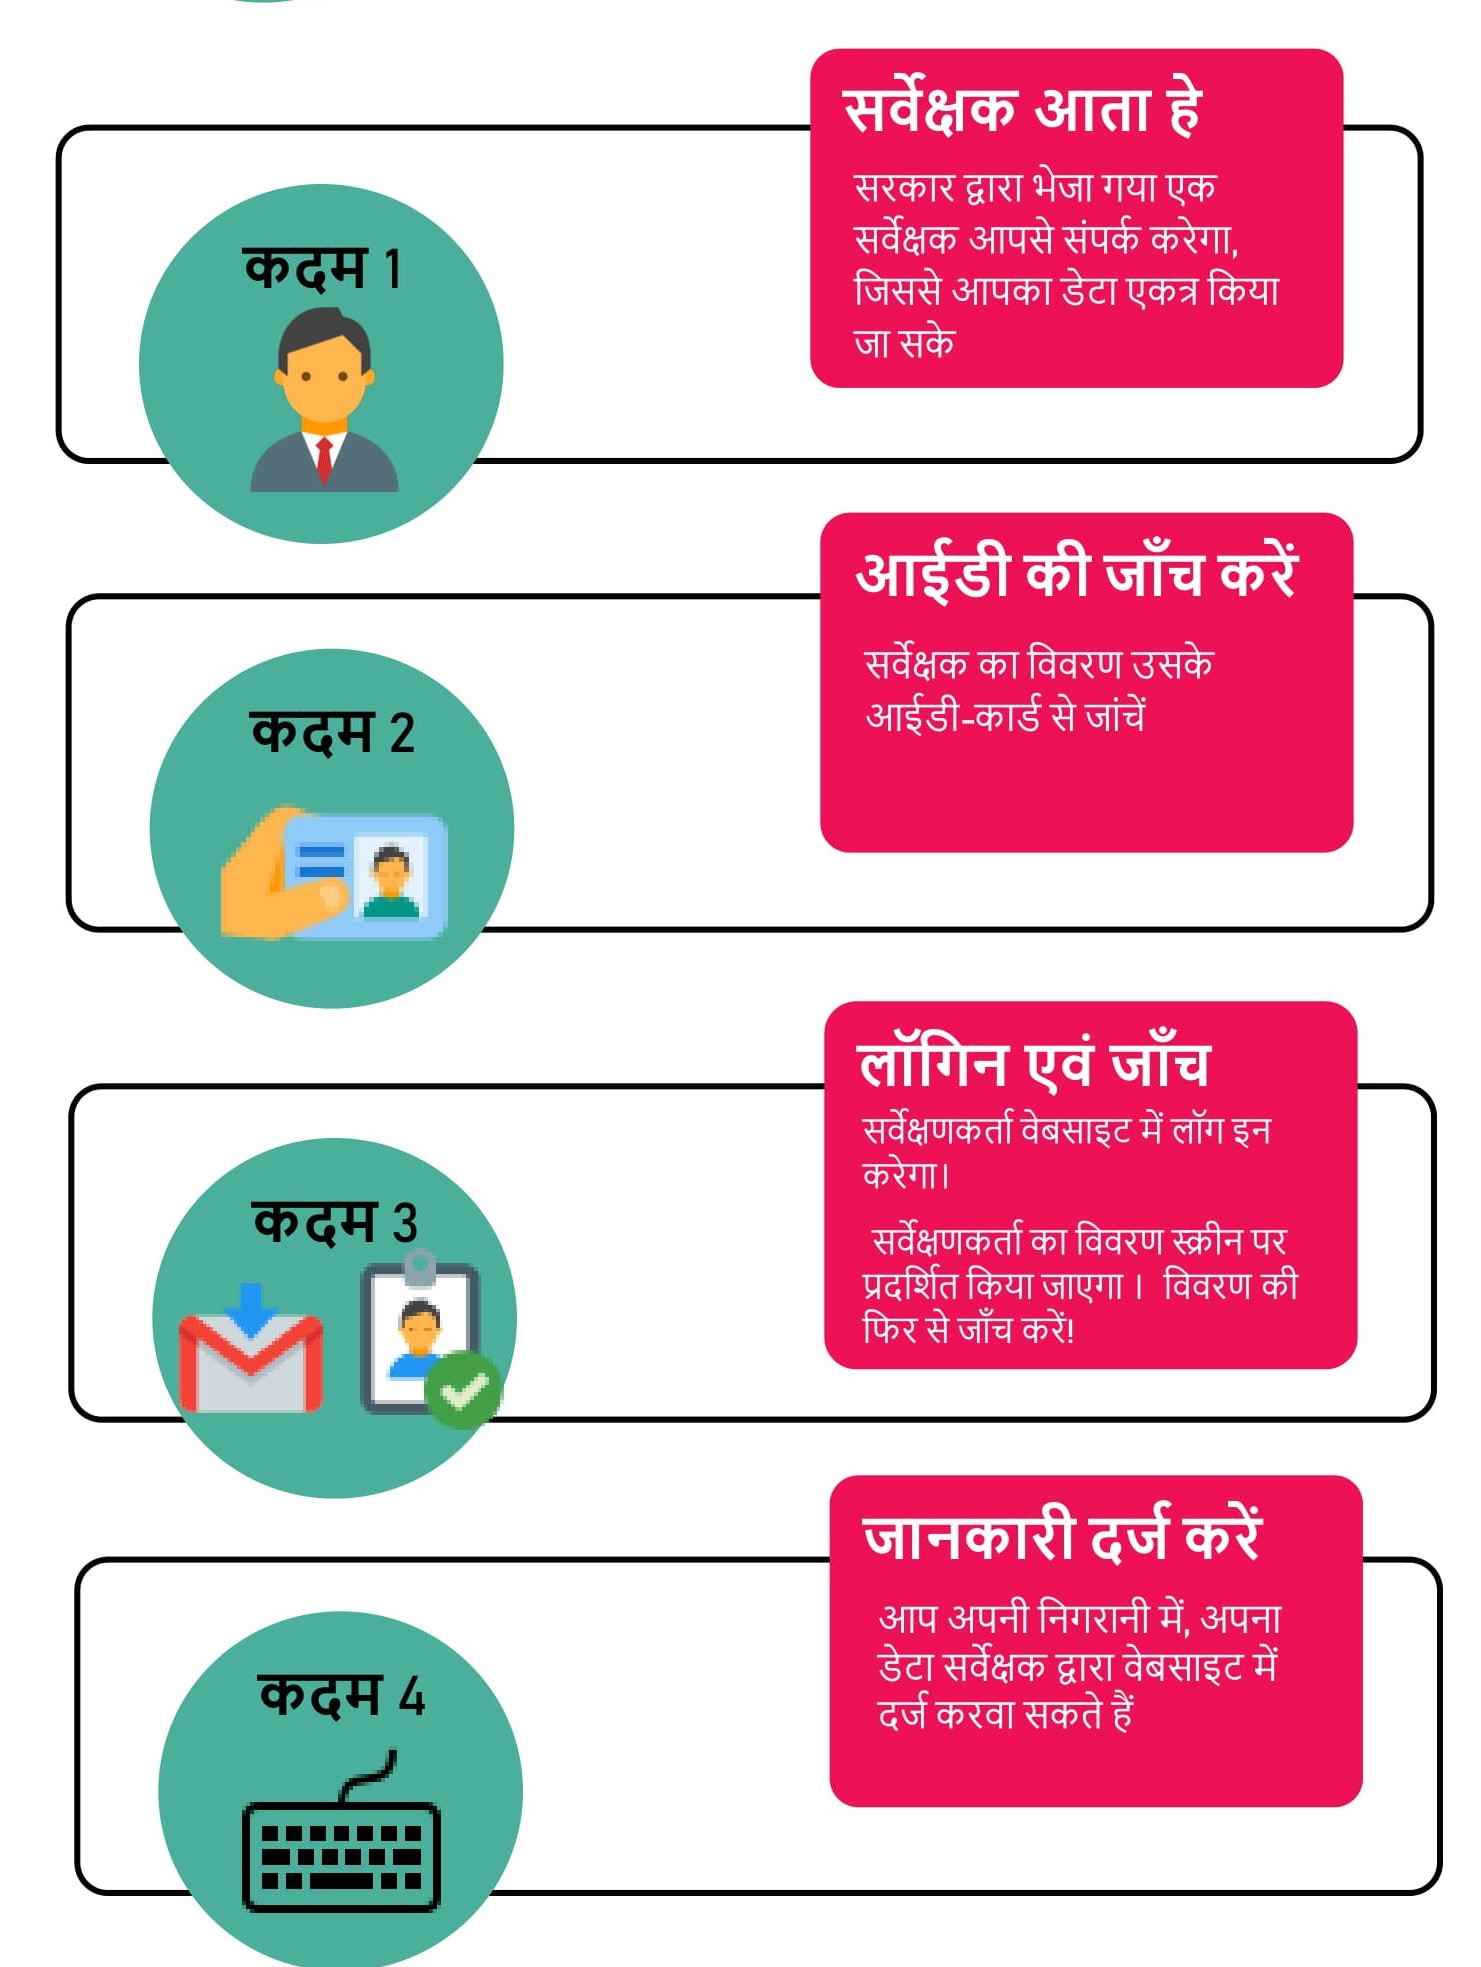 सर्वेक्षक आता हे
सरकार द्वारा भेजा गया एक
सर्वेक्षक आपसे संपर्क करेगा,
जिससे आपका डेटा एकत्र किया
जा सके
कदम 1
आईडी की जाँच करें
सर्वेक्षक का विवरण उसके
आईडी-कार्ड से जांचें
कदम 2
लॉगिन एवं जाँच
सर्वेक्षणकर्ता वेबसाइट में लॉग इन
करेगा।
सर्वेक्षणकर्ता का विवरण स्क्रीन पर
प्रदर्शित किया जाएगा। विवरण की
फिर से जाँच करें!
कदम 3
जानकारी दर्ज करें
आप अपनी निगरानी में, अपना
डेटा सर्वेक्षक द्वारा वेबसाइट में
दर्ज करवा सकते हैं
कदम 4